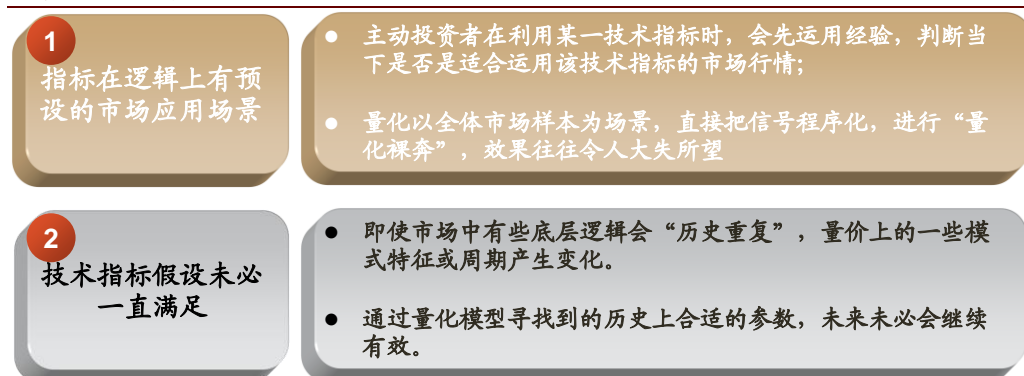 1
指标在逻辑上有预
设的市场应用场景
● 主动投资者在利用某一技术指标时，会先运用经验，判断当
下是否是适合运用该技术指标的市场行情；
● 量化以全体市场样本为场景，直接把信号程序化，进行“量
化裸奔”，效果往往令人大失所望
2
技术指标假设未必
一直满足
● 即使市场中有些底层逻辑会“历史重复”，量价上的一些模
式特征或周期产生变化。
● 通过量化模型寻找到的历史上合适的参数，未来未必会继续
有效。